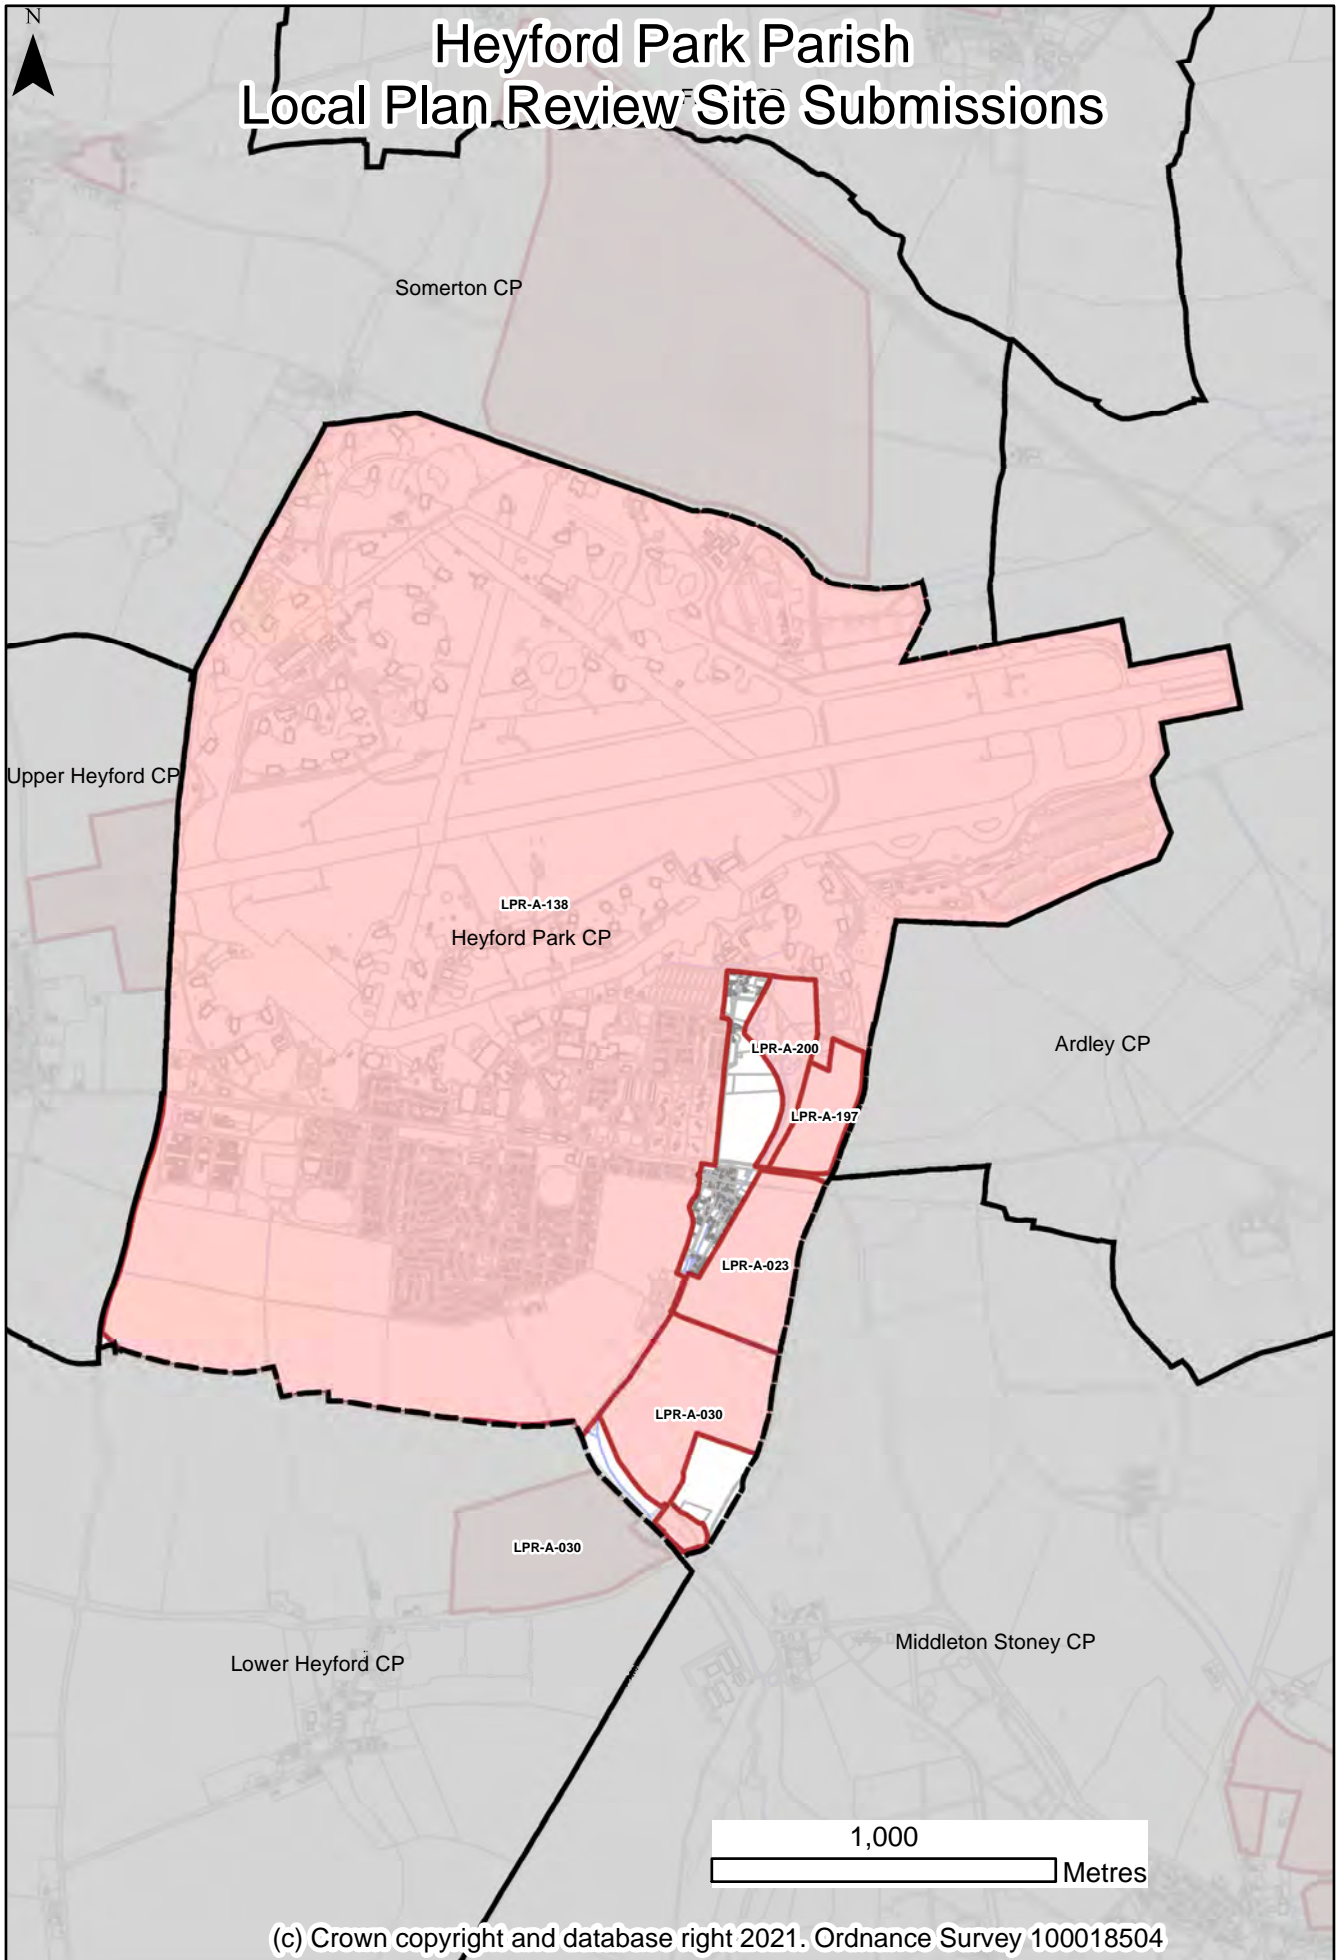 N
Heyford Park Parish
Local Plan Review Site Submissions
Somerton CP
Upper Heyford CP
LPR-A-138
Heyford Park CP
LPR-A-200
Ardley CP
LPR-A-197
LPR-A-023
LPR-A-030
LPR-A-030
Middleton Stoney CP
Lower Heyford CP
1,000
Metres
(c) Crown copyright and database right 2021. Ordnance Survey 100018504